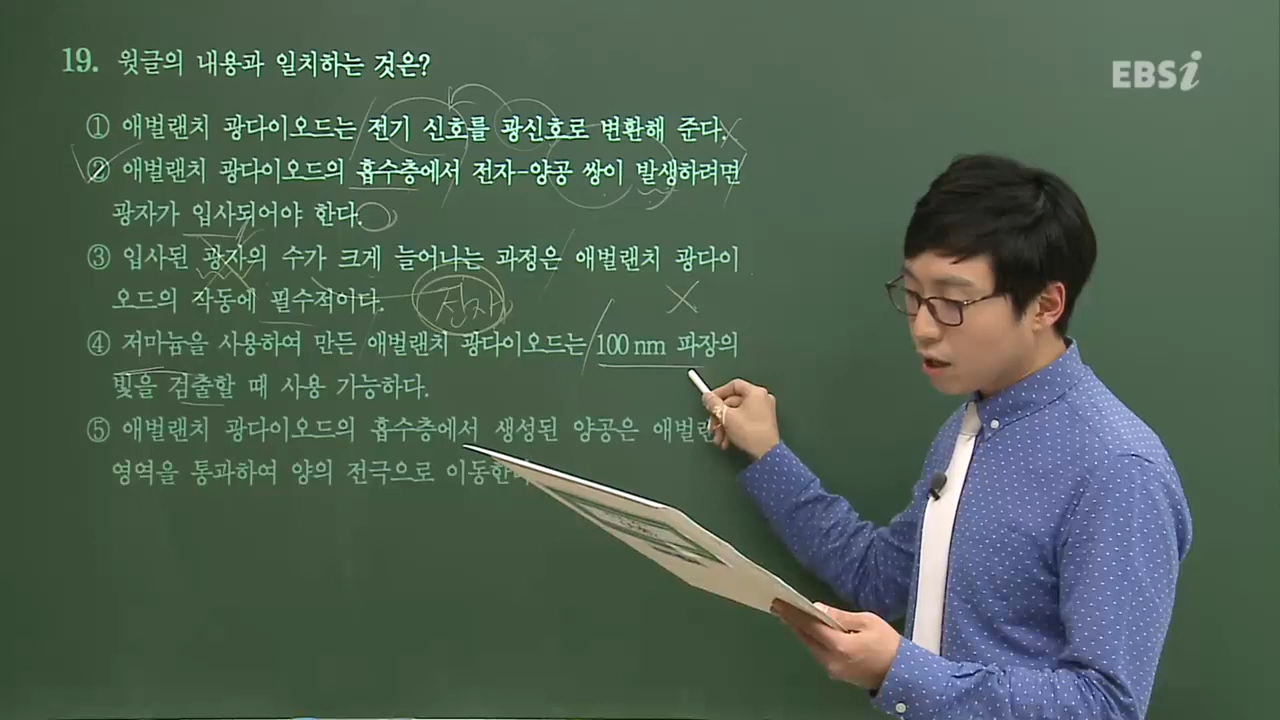 19. 윗글의 내용과 일치하는 것은?
EBSi
① 애벌랜치 광다이오드는 전기 신호를 광신호로 변환해 준다.
② 애벌랜치 광다이오드의 흡수층에서 전자-양공 쌍이 발생하려면
광자가 입사되어야 한다.
③ 입사된 광자의 수가 크게 늘어나는 과정은 애벌랜치 광다이
오드의 작동에 필수적이다.
전자
④ 저마늄을 사용하여 만든 애벌랜치 광다이오드는 100nm 파장의
빛을 검출할 때 사용 가능하다.
⑤ 애벌랜치 광다이오드의 흡수층에서 생성된 양공은
영역을 통과하여 양의 전극으로